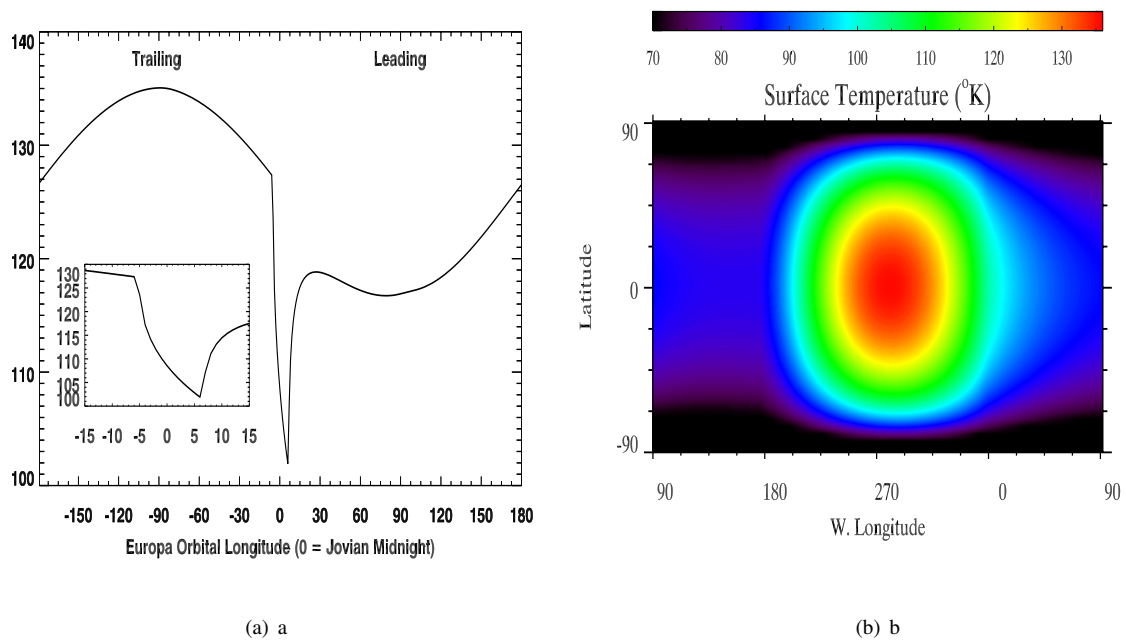 140
130
120
110
100
Trailing
Leading
130
125
120
115
110
105
100
-15 -10 -5 0 5 10 15
-150 -120 -90 -60 -30 0 30 60 90 120 150 180
Europa Orbital Longitude (0 = Jovian Midnight)
(a) a
70 80 90 100 110 120 130
Surface Temperature (°K)
90
0
-90
Latitude
90 180 270 0 90
W. Longitude
(b) b